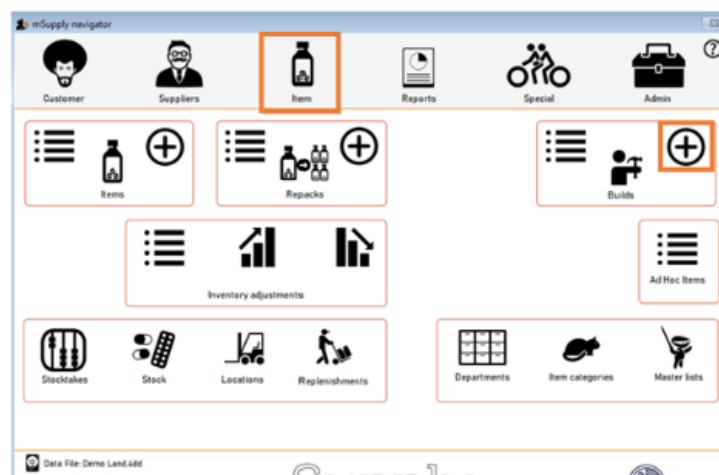 mSupply navigator
Customer
Suppliers
Item
Reports
Special
Admin
?
Items
Repacks
Builds
Inventory adjustments
Ad Hoc Items
Stocktakes
Stock
Locations
Replenishments
Departments
Item categories
Master lists
Data File: Demo Land.4dd